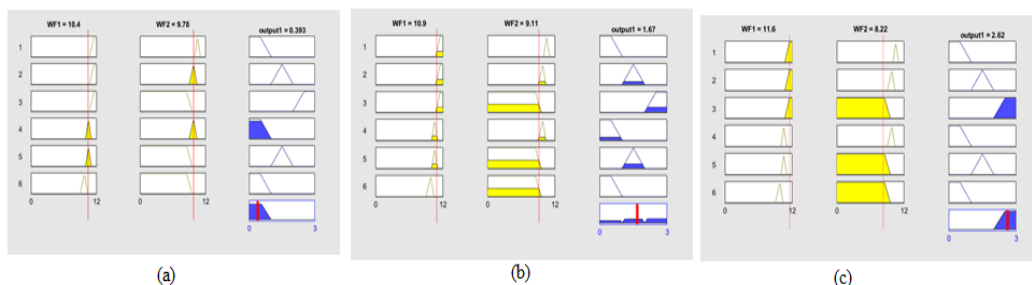 WF1 = 10.4 WF2 = 9.78 output1 = 0.393
1
2
3
4
5
6
0 12 0 12
0 3
(a)
WF1 = 10.9 WF2 = 9.11 output1 = 1.67
1
2
3
4
5
6
0 12 0 12
0 3
(b)
WF1 = 11.6 WF2 = 8.22 output1 = 2.62
1
2
3
4
5
6
0 12 0 12
0 3
(c)